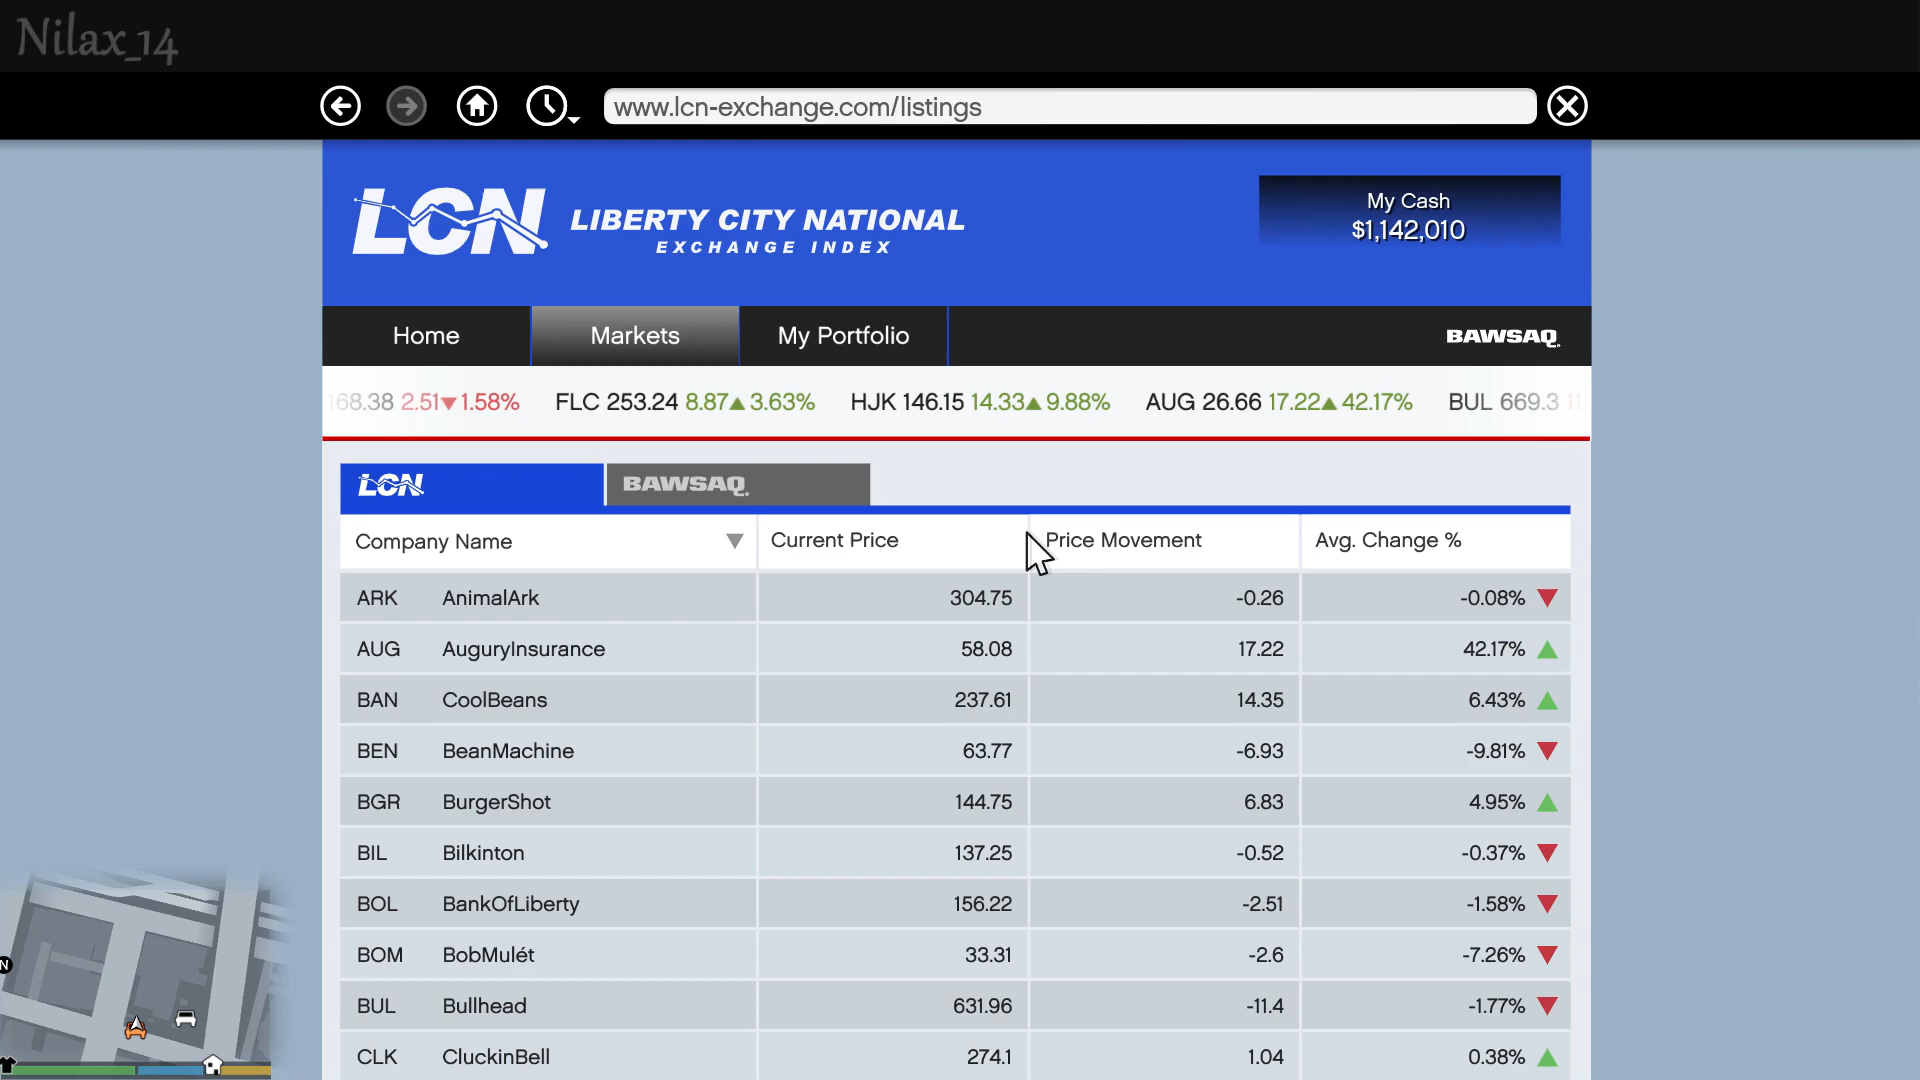 Nilax_14
www.lcn-exchange.com/listings
LCN LIBERTY CITY NATIONAL
EXCHANGE INDEX
My Cash
$1,142,010
Home Markets My Portfolio BAWSAQ
168.38 2.51▼1.58% FLC 253.24 8.87▲3.63% HJK 146.15 14.33▲9.88% AUG 26.66 17.22▲42.17% BUL 669.3 11
LCN BAWSAQ
Company Name ▼ Current Price Price Movement Avg. Change %
ARK AnimalArk 304.75 -0.26 -0.08% ▼
AUG AuguryInsurance 58.08 17.22 42.17% ▲
BAN CoolBeans 237.61 14.35 6.43% ▲
BEN BeanMachine 63.77 -6.93 -9.81% ▼
BGR BurgerShot 144.75 6.83 4.95% ▲
BIL Bilkinton 137.25 -0.52 -0.37% ▼
BOL BankOfLiberty 156.22 -2.51 -1.58% ▼
BOM BobMulét 33.31 -2.6 -7.26% ▼
BUL Bullhead 631.96 -11.4 -1.77% ▼
CLK CluckinBell 274.1 1.04 0.38% ▲
N